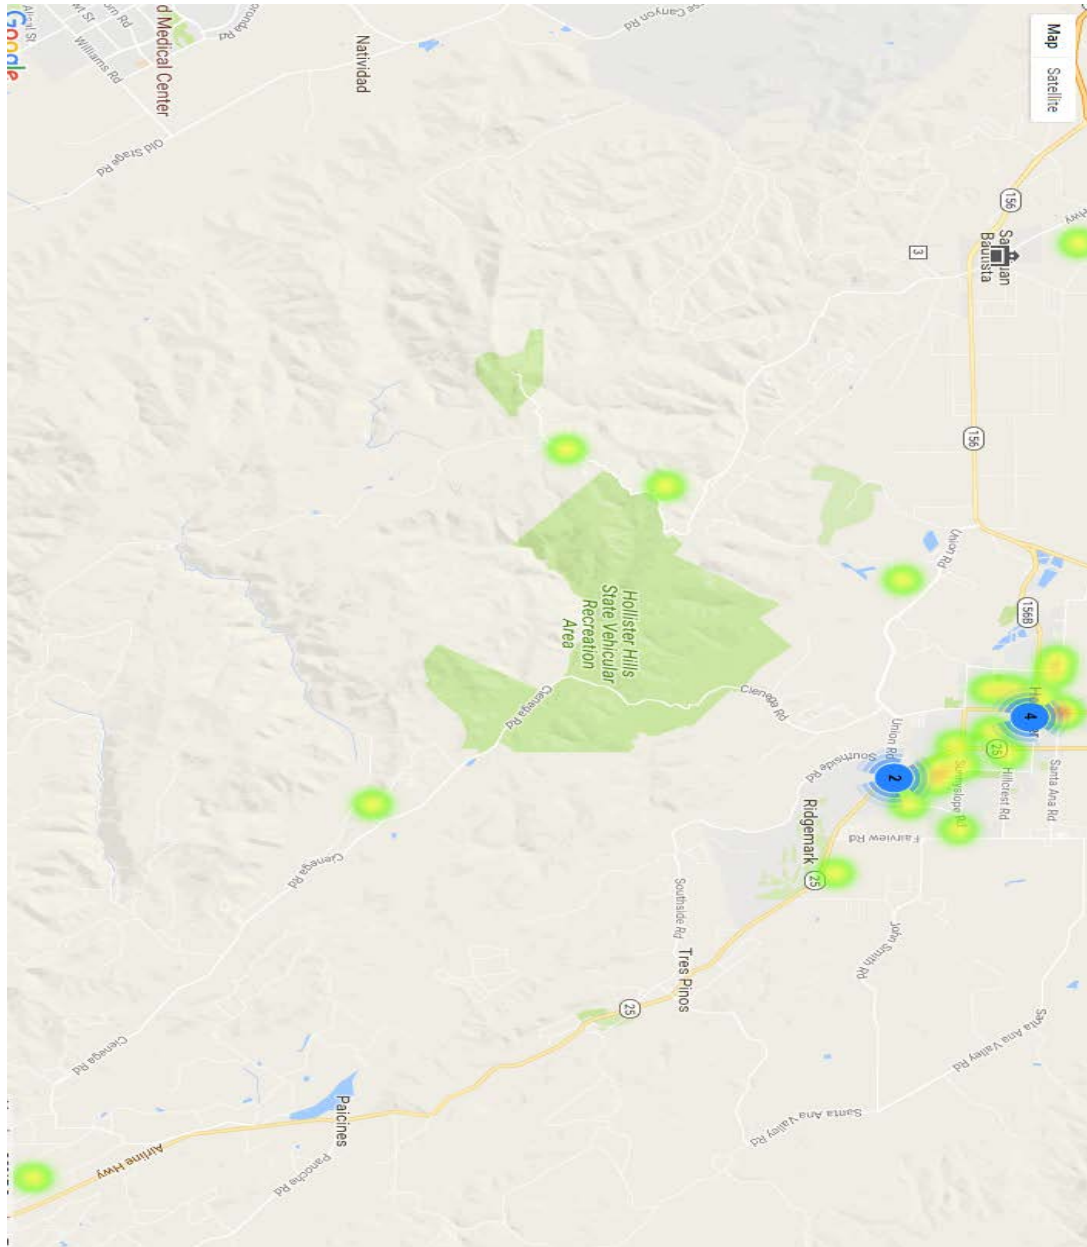 Map
Satellite
156
San Juan
Bautista
3
156
156B
Union Rd
Santa Ana Rd
Hillcrest Rd
25
Sunnyslope Rd
4
2
Union Rd
Southside Rd
Fairview Rd
Ridgemark
25
John Smith Rd
Santa Ana Valley Rd
Santa Ana Valley Rd
Cienega Rd
Southside Rd
Tres Pinos
25
Hollister Hills
State Vehicular
Recreation
Area
Cienega Rd
Cienega Rd
Cienega Rd
Paicines
Panoche Rd
Airline Hwy
Natividad
Old Stage Rd
d Medical Center
Williams Rd
Google